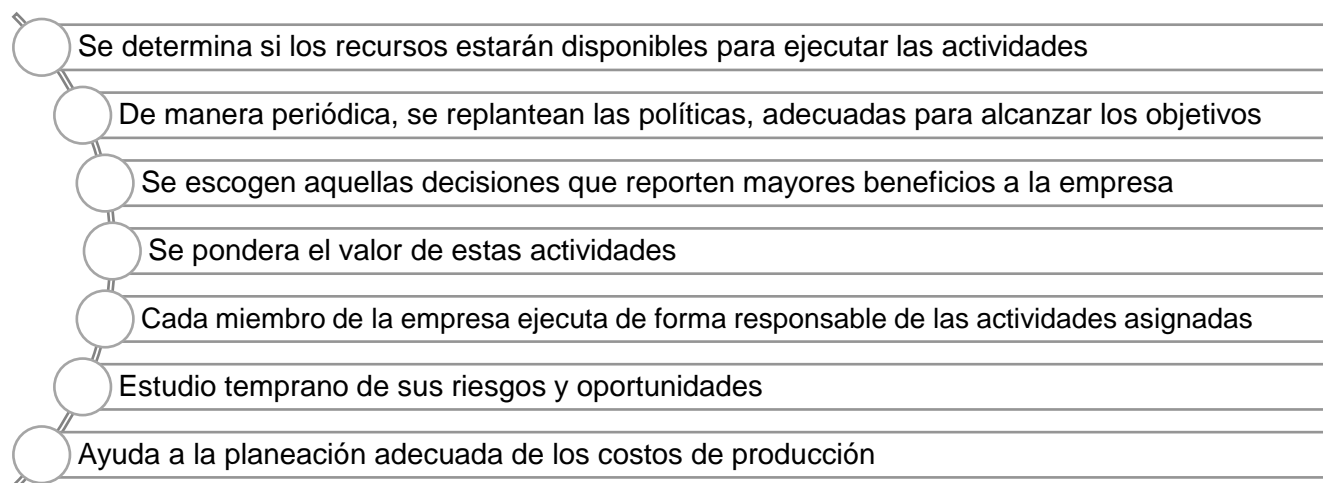 Se determina si los recursos estarán disponibles para ejecutar las actividades
De manera periódica, se replantean las políticas, adecuadas para alcanzar los objetivos
Se escogen aquellas decisiones que reporten mayores beneficios a la empresa
Se pondera el valor de estas actividades
Cada miembro de la empresa ejecuta de forma responsable de las actividades asignadas
Estudio temprano de sus riesgos y oportunidades
Ayuda a la planeación adecuada de los costos de producción